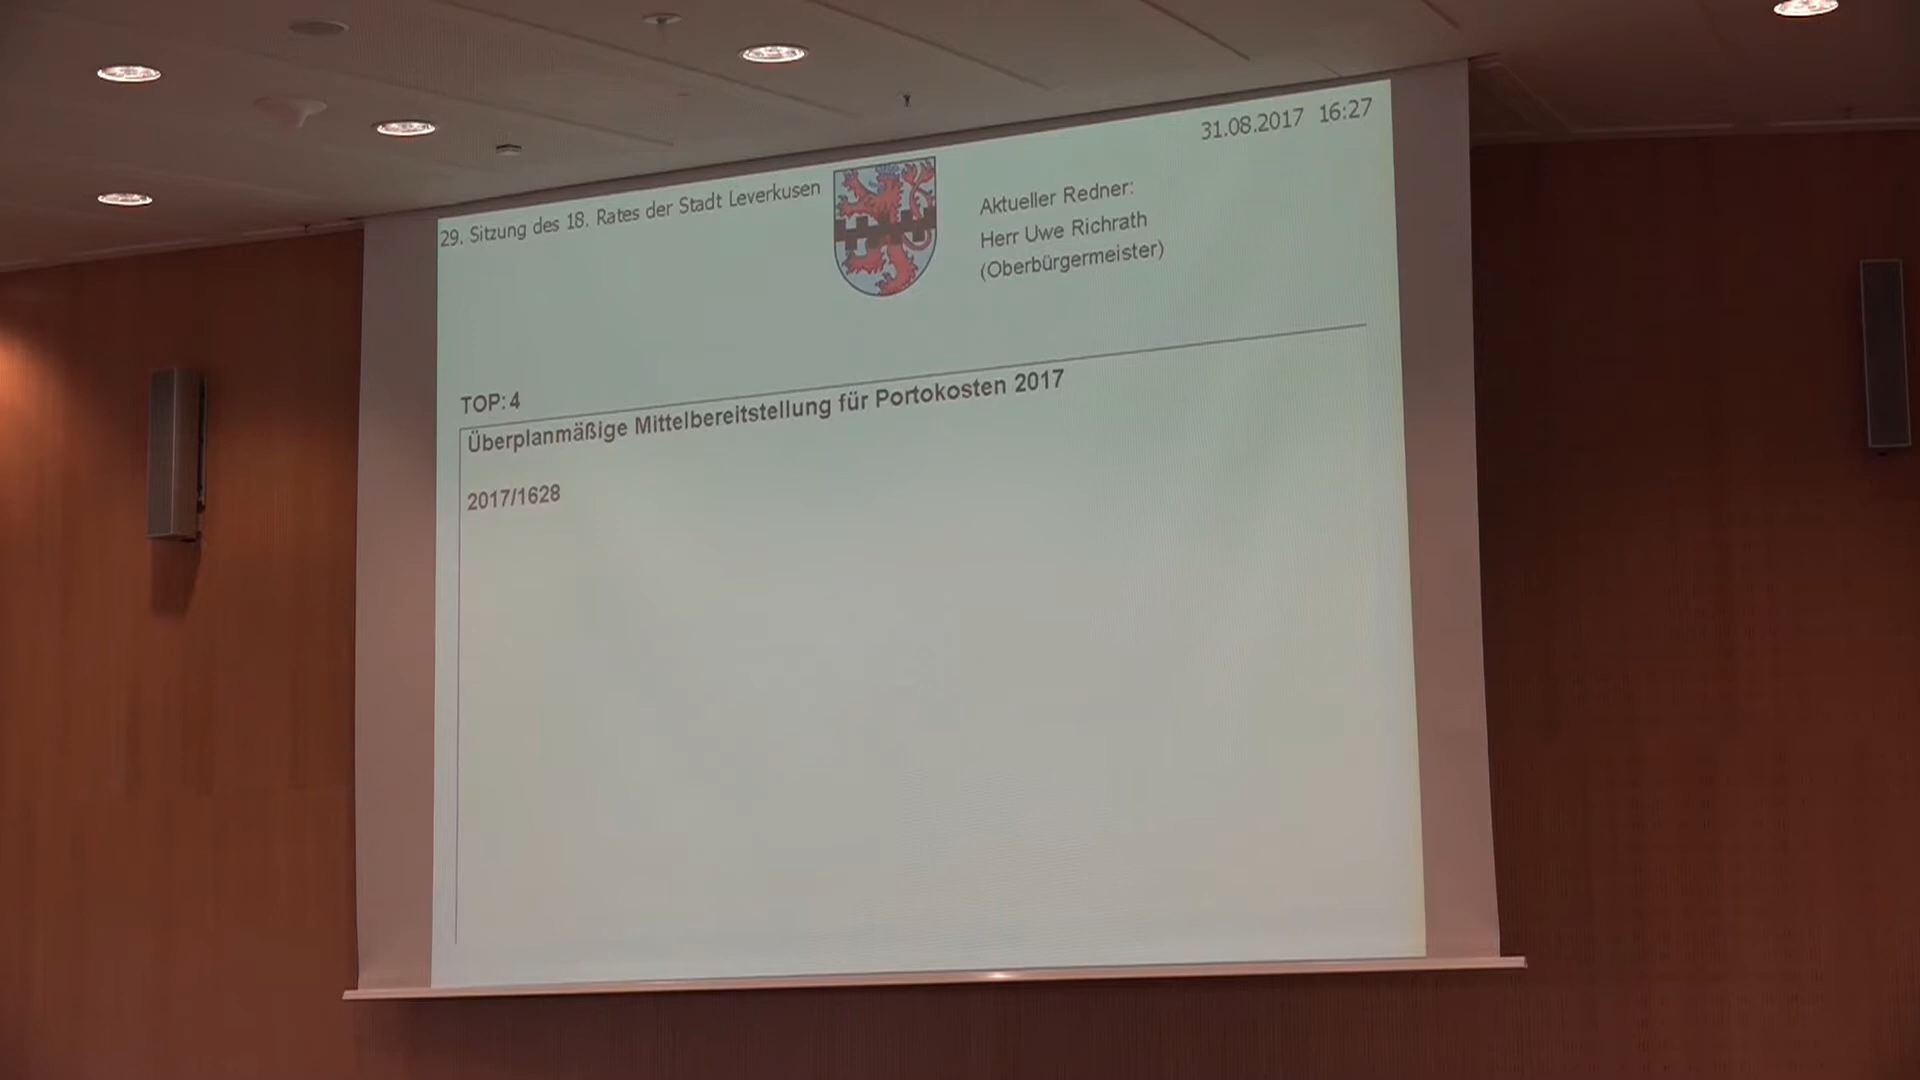 31.08.2017 16:27
29. Sitzung des 18. Rates der Stadt Leverkusen
Aktueller Redner:
Herr Uwe Richrath
(Oberbürgermeister)
TOP: 4
Überplanmäßige Mittelbereitstellung für Portokosten 2017
2017/1628